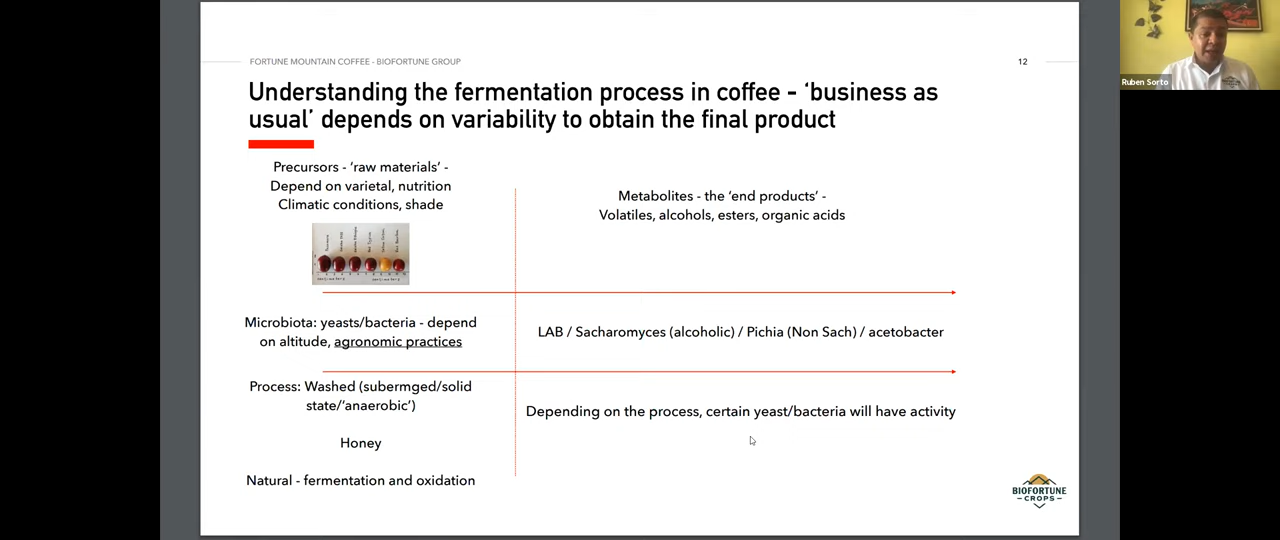 FORTUNE MOUNTAIN COFFEE - BIOFORTUNE GROUP
12
Understanding the fermentation process in coffee - ‘business as
usual’ depends on variability to obtain the final product
Precursors - ‘raw materials’ -
Depend on varietal, nutrition
Climatic conditions, shade
Metabolites - the ‘end products’ -
Volatiles, alcohols, esters, organic acids
Microbiota: yeasts/bacteria - depend
on altitude, agronomic practices
LAB / Sacharomyces (alcoholic) / Pichia (Non Sach) / acetobacter
Process: Washed (submerged/solid
state/‘anaerobic’)
Depending on the process, certain yeast/bacteria will have activity
Honey
Natural - fermentation and oxidation
BIOFORTUNE
CROPS
Ruben Sorto